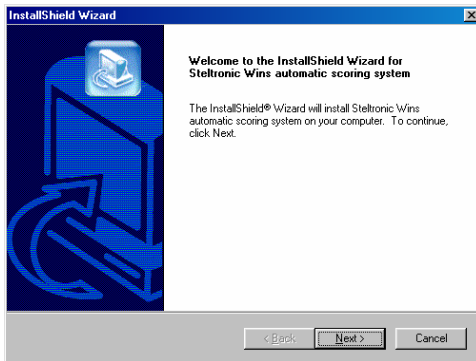 InstallShield Wizard
Welcome to the InstallShield Wizard for
Steltronic Wins automatic scoring system
The InstallShield® Wizard will install Steltronic Wins
automatic scoring system on your computer. To continue,
click Next.
< Back
Next >
Cancel